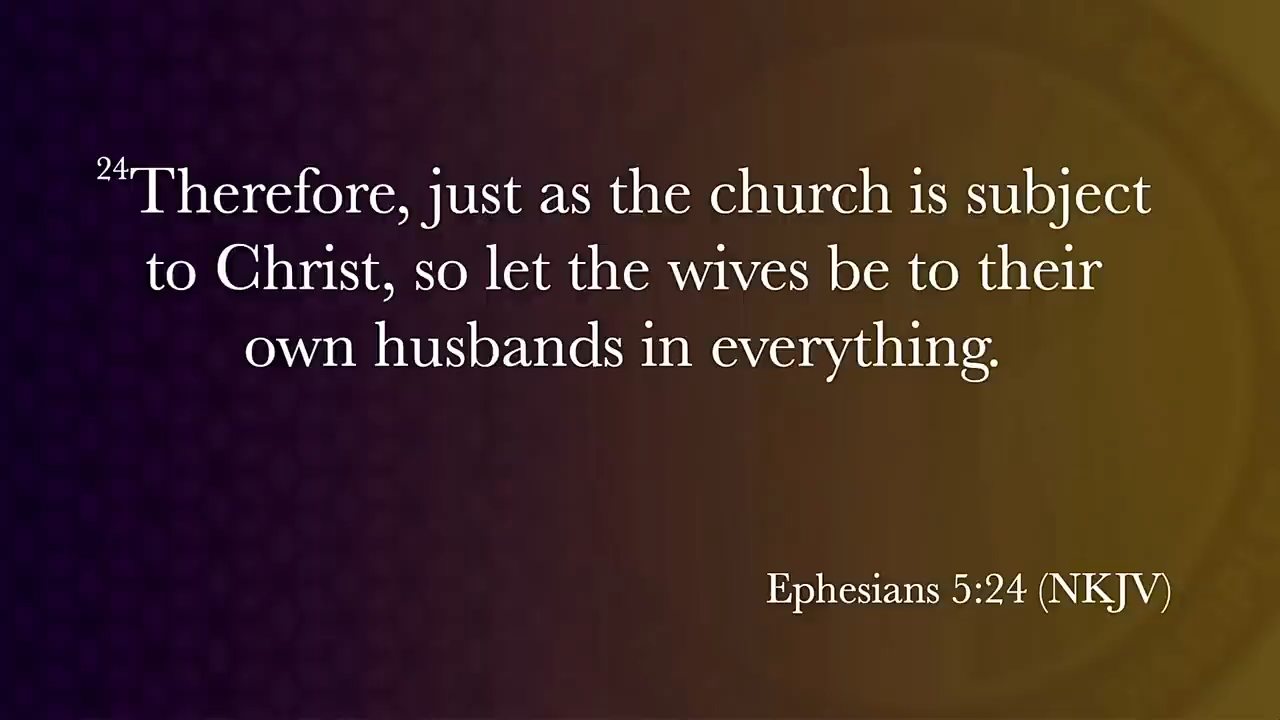 24Therefore, just as the church is subject
to Christ, so let the wives be to their
own husbands in everything.
Ephesians 5:24 (NKJV)